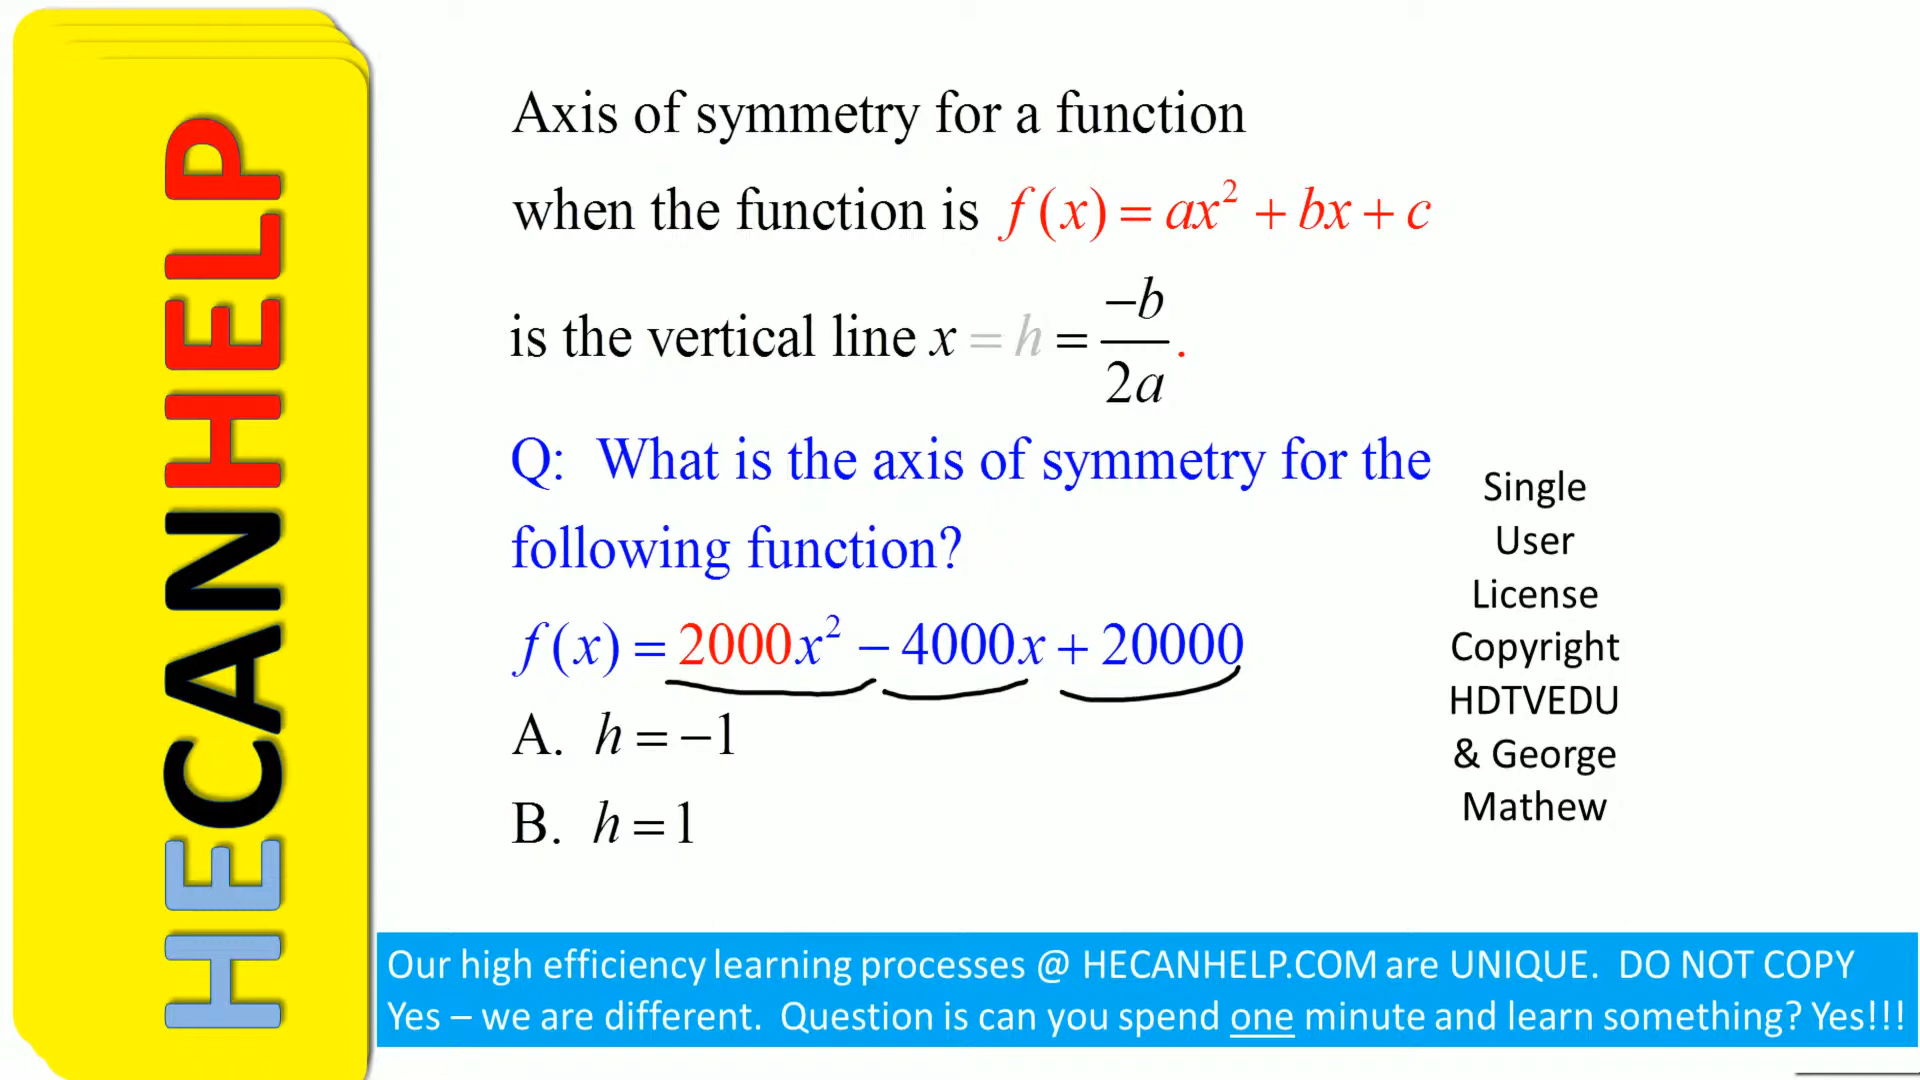 HECANHELP
Axis of symmetry for a function
when the function is f(x) = ax² + bx + c
is the vertical line x = h = -b/2a.
Q: What is the axis of symmetry for the
following function?
f(x) = 2000x² − 4000x + 20000
A. h = −1
B. h = 1
Single
User
License
Copyright
HDTVEDU
& George
Mathew
Our high efficiency learning processes @ HECANHELP.COM are UNIQUE. DO NOT COPY
Yes – we are different. Question is can you spend one minute and learn something? Yes!!!